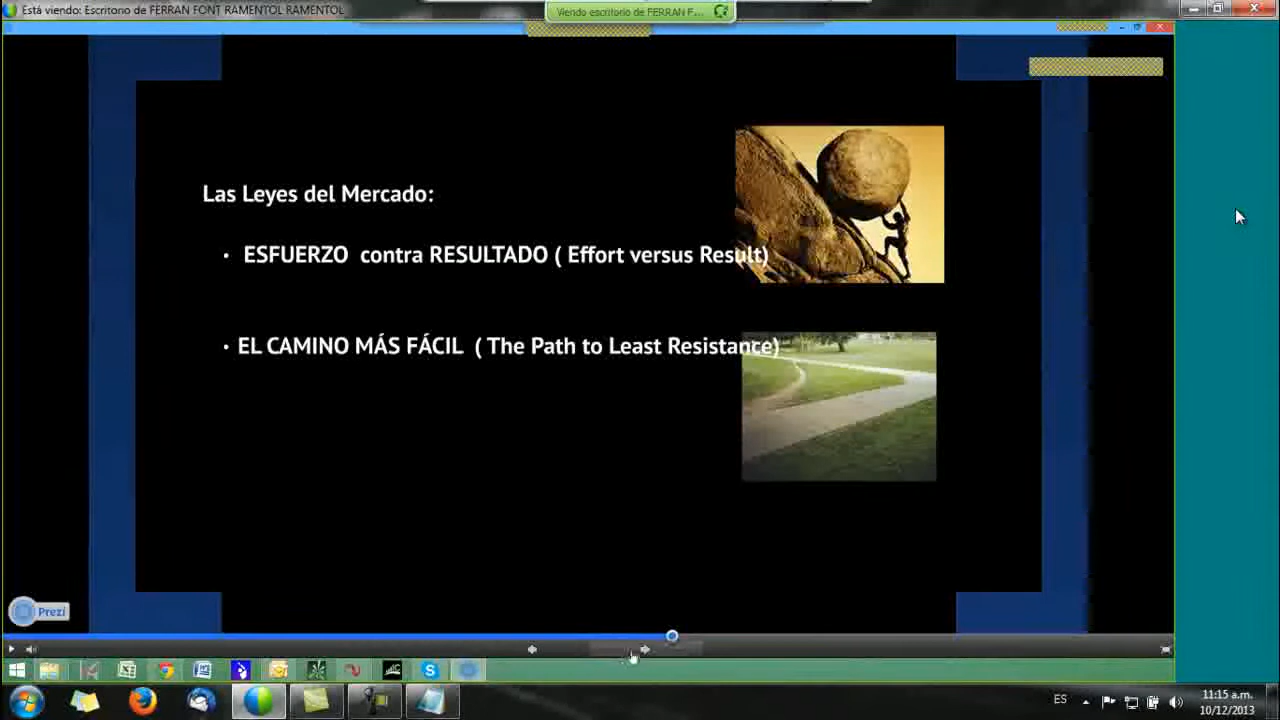 Está viendo: Escritorio de FERRAN FONT RAMENTOL RAMENTOL
Viendo escritorio de FERRAN F...
Las Leyes del Mercado:
• ESFUERZO contra RESULTADO ( Effort versus Result)
• EL CAMINO MÁS FÁCIL ( The Path to Least Resistance)
Prezi
ES
11:15 a.m.
10/12/2013